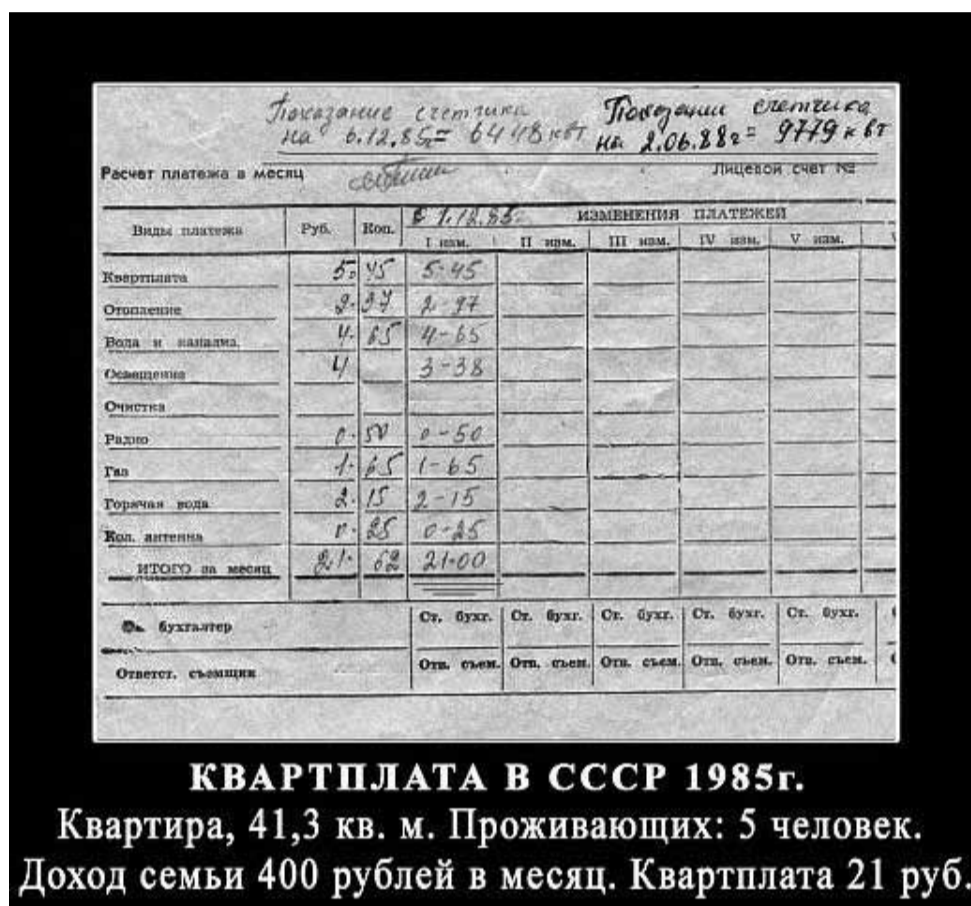 Показание счетчика
на 6.12.85г= 6448 квт
Показании счетчика
на 2.06.88г= 9779 квт
Расчет платежа в месяц
Лицевой счет №
Виды платежа Руб. Коп. с 1.12.85г ИЗМЕНЕНИЯ ПЛАТЕЖЕЙ
I изм. II изм. III изм. IV изм. V изм.
Квартплата 5. 45 5-45
Отопление 2. 97 2-97
Вода и канализ. 4. 65 4-65
Освещение 4 3-38
Очистка
Радио 0. 50 0-50
Газ 1. 65 1-65
Горячая вода 2. 15 2-15
Кол. антенна 0. 25 0-25
ИТОГО за месяц 21. 62 21-00
бухгалтер Ст. бухг. Ст. бухг. Ст. бухг. Ст. бухг. Ст. бухг.
Ответст. съемщик Отв. съем. Отв. съем. Отв. съем. Отв. съем. Отв. съем.
КВАРТПЛАТА В СССР 1985г.
Квартира, 41,3 кв. м. Проживающих: 5 человек.
Доход семьи 400 рублей в месяц. Квартплата 21 руб.